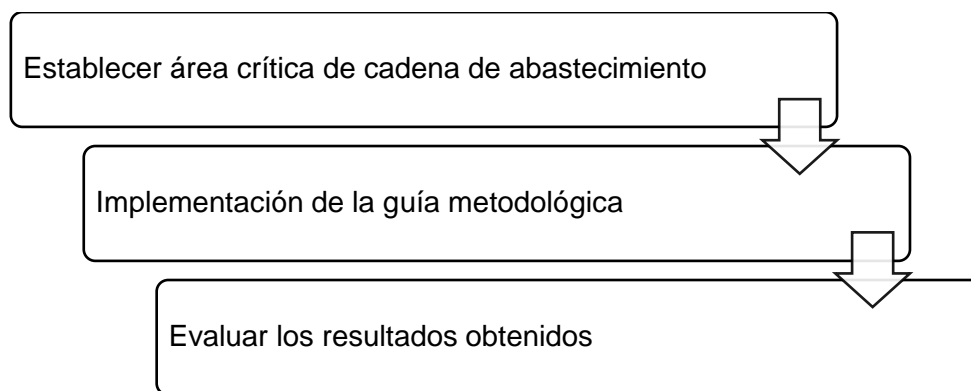 Establecer área crítica de cadena de abastecimiento
Implementación de la guía metodológica
Evaluar los resultados obtenidos